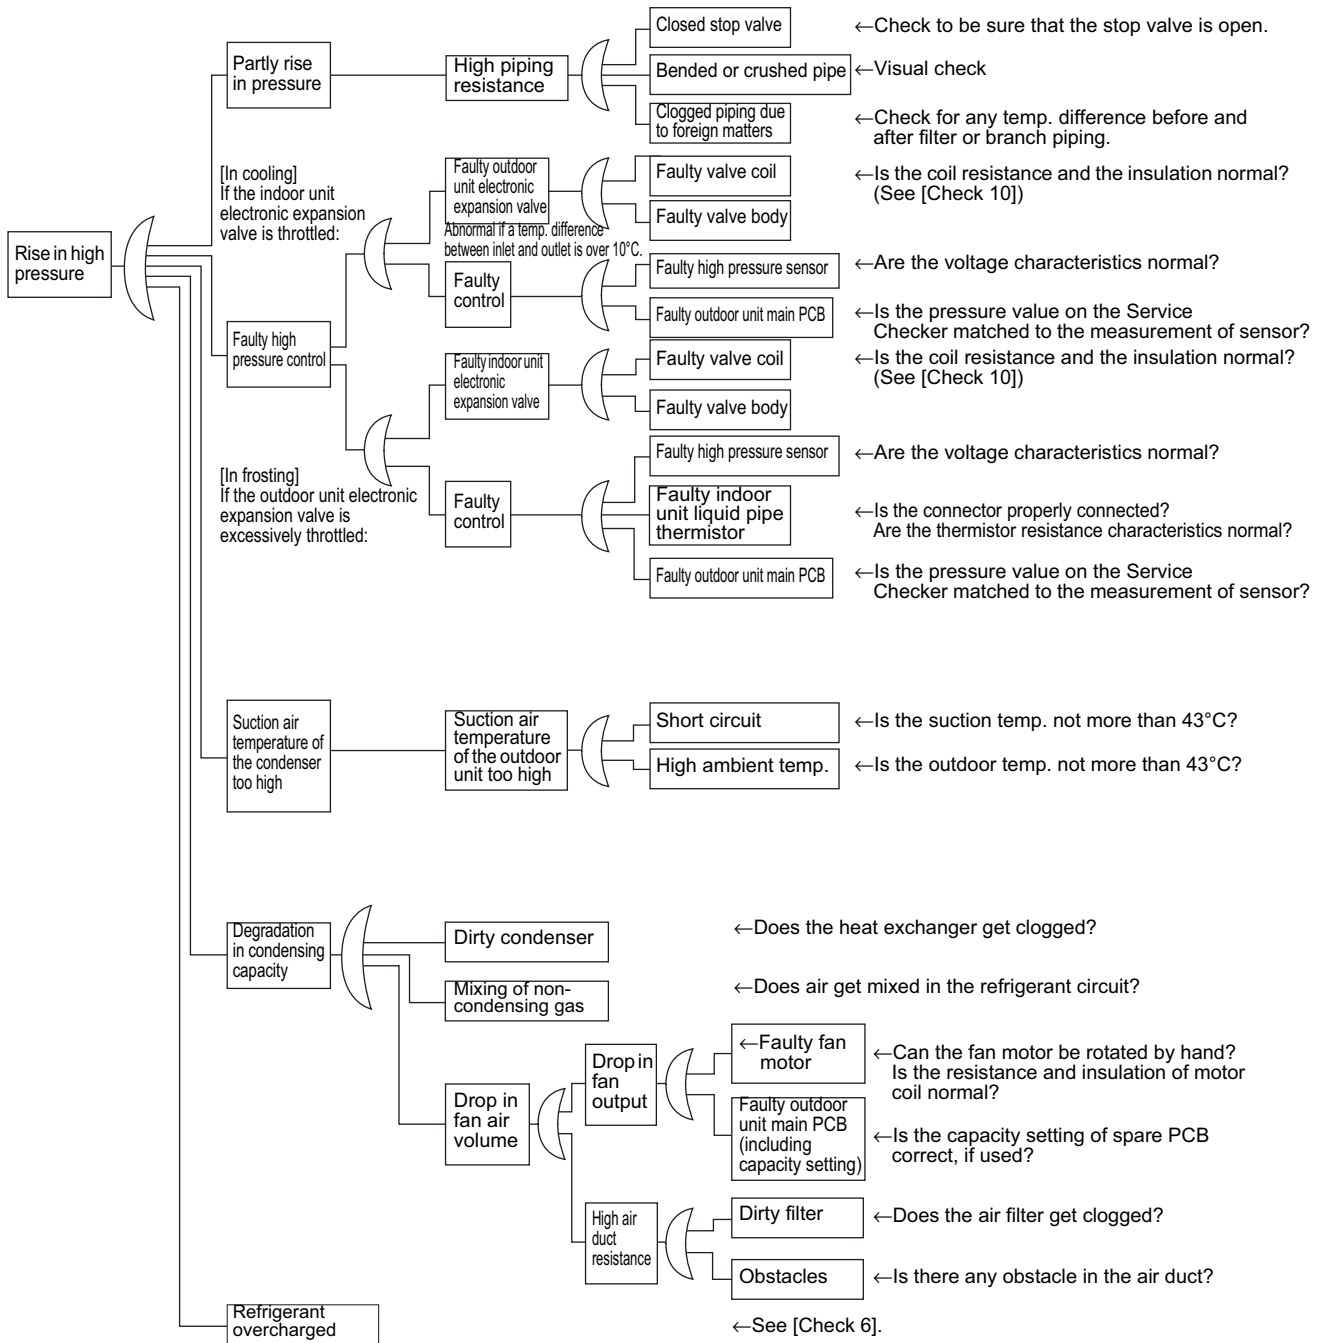 Rise in high
pressure
Partly rise
in pressure
High piping
resistance
Closed stop valve
←Check to be sure that the stop valve is open.
Bended or crushed pipe
←Visual check
Clogged piping due
to foreign matters
←Check for any temp. difference before and
after filter or branch piping.
[In cooling]
If the indoor unit
electronic expansion
valve is throttled:
Faulty high
pressure control
Faulty outdoor
unit electronic
expansion valve
Abnormal if a temp. difference
between inlet and outlet is over 10°C.
Faulty valve coil
←Is the coil resistance and the insulation normal?
(See [Check 10])
Faulty valve body
Faulty
control
Faulty high pressure sensor
←Are the voltage characteristics normal?
Faulty outdoor unit main PCB
←Is the pressure value on the Service
Checker matched to the measurement of sensor?
Faulty indoor unit
electronic
expansion valve
Faulty valve coil
←Is the coil resistance and the insulation normal?
(See [Check 10])
Faulty valve body
[In frosting]
If the outdoor unit electronic
expansion valve is
excessively throttled:
Faulty
control
Faulty high pressure sensor
←Are the voltage characteristics normal?
Faulty indoor
unit liquid pipe
thermistor
←Is the connector properly connected?
Are the thermistor resistance characteristics normal?
Faulty outdoor unit main PCB
←Is the pressure value on the Service
Checker matched to the measurement of sensor?
Suction air
temperature of
the condenser
too high
Suction air
temperature
of the outdoor
unit too high
Short circuit
←Is the suction temp. not more than 43°C?
High ambient temp.
←Is the outdoor temp. not more than 43°C?
Degradation
in condensing
capacity
Dirty condenser
←Does the heat exchanger get clogged?
Mixing of non-
condensing gas
←Does air get mixed in the refrigerant circuit?
Drop in
fan air
volume
Drop in
fan
output
←Faulty fan
motor
←Can the fan motor be rotated by hand?
Is the resistance and insulation of motor
coil normal?
Faulty outdoor
unit main PCB
(including
capacity setting)
←Is the capacity setting of spare PCB
correct, if used?
High air
duct
resistance
Dirty filter
←Does the air filter get clogged?
Obstacles
←Is there any obstacle in the air duct?
Refrigerant
overcharged
←See [Check 6].